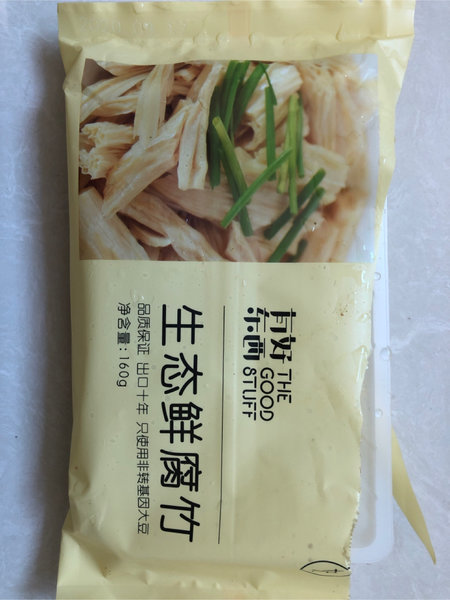 有好
东西
THE
GOOD
STUFF
生态鲜腐竹
品质保证 出口十年 只使用非转基因大豆
净含量:160g